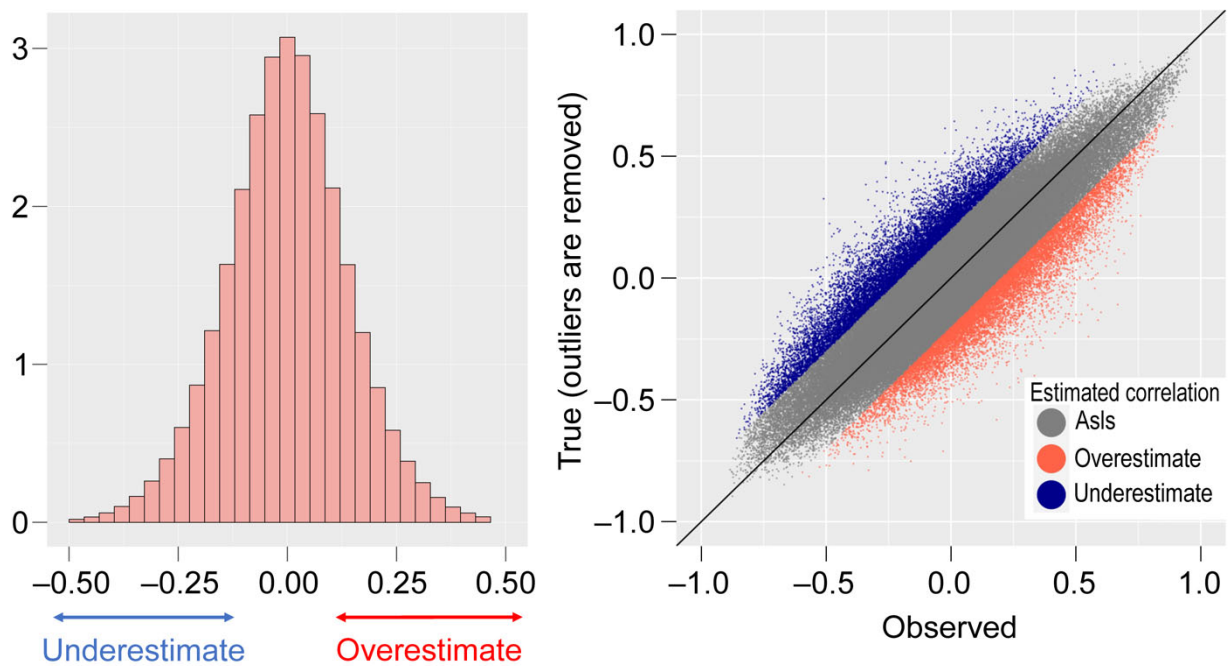 3
2
1
0
−0.50 −0.25 0.00 0.25 0.50
Underestimate Overestimate
True (outliers are removed)
1.0
0.5
0.0
−0.5
−1.0
Estimated correlation
AsIs
Overestimate
Underestimate
−1.0 −0.5 0.0 0.5 1.0
Observed